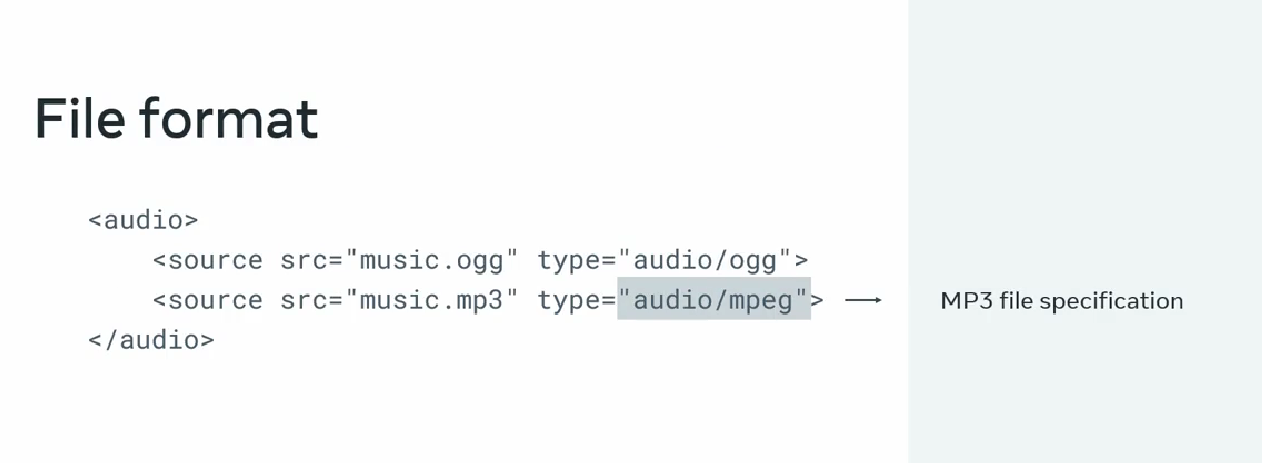 File format
<audio>
<source src="music.ogg" type="audio/ogg">
<source src="music.mp3" type="audio/mpeg"> → MP3 file specification
</audio>